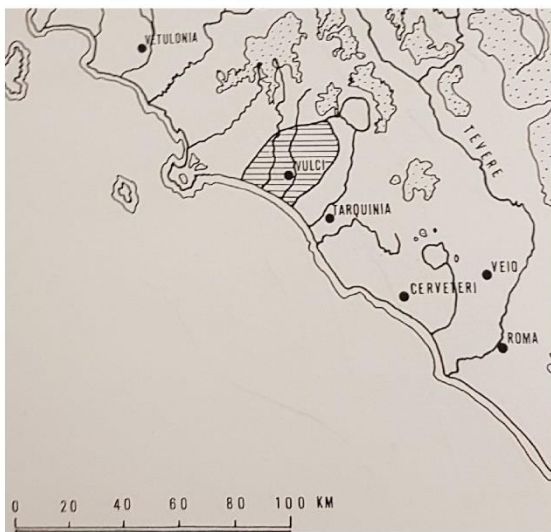 VETULONIA
TEVERE
VULCI
TARQUINIA
VEIO
CERVETERI
ROMA
0 20 40 60 80 100 KM